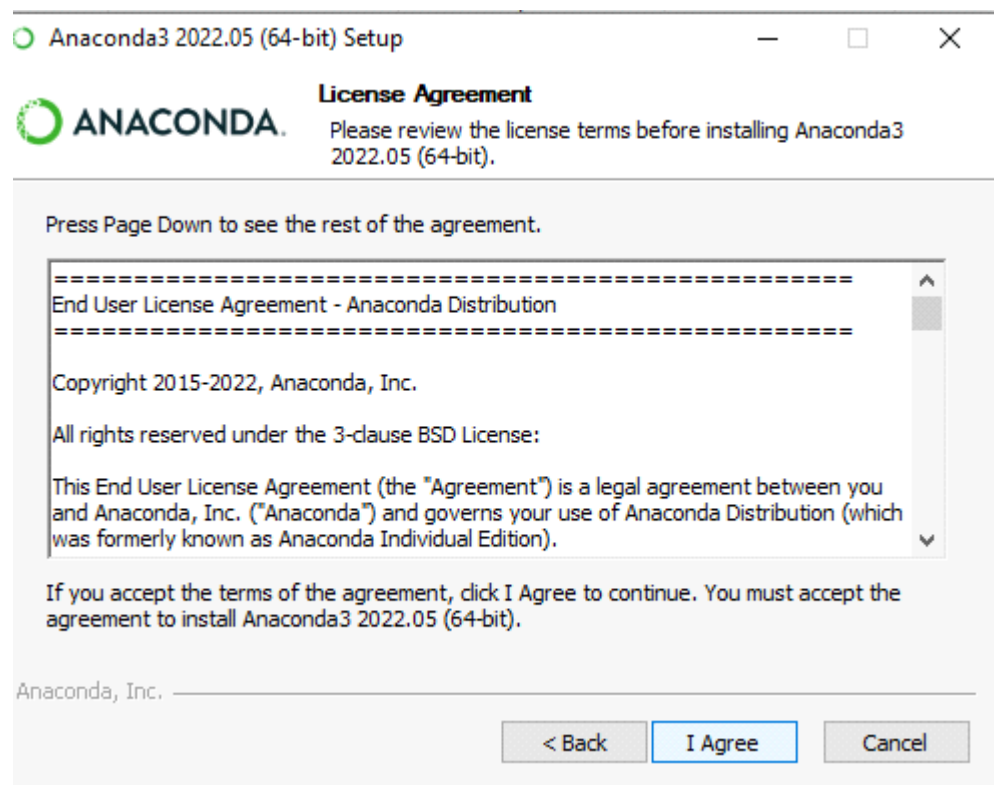 Anaconda3 2022.05 (64-bit) Setup
ANACONDA.
License Agreement
Please review the license terms before installing Anaconda3
2022.05 (64-bit).
Press Page Down to see the rest of the agreement.
==================================================
End User License Agreement - Anaconda Distribution
==================================================
Copyright 2015-2022, Anaconda, Inc.
All rights reserved under the 3-clause BSD License:
This End User License Agreement (the "Agreement") is a legal agreement between you
and Anaconda, Inc. ("Anaconda") and governs your use of Anaconda Distribution (which
was formerly known as Anaconda Individual Edition).
If you accept the terms of the agreement, click I Agree to continue. You must accept the
agreement to install Anaconda3 2022.05 (64-bit).
Anaconda, Inc.
< Back
I Agree
Cancel